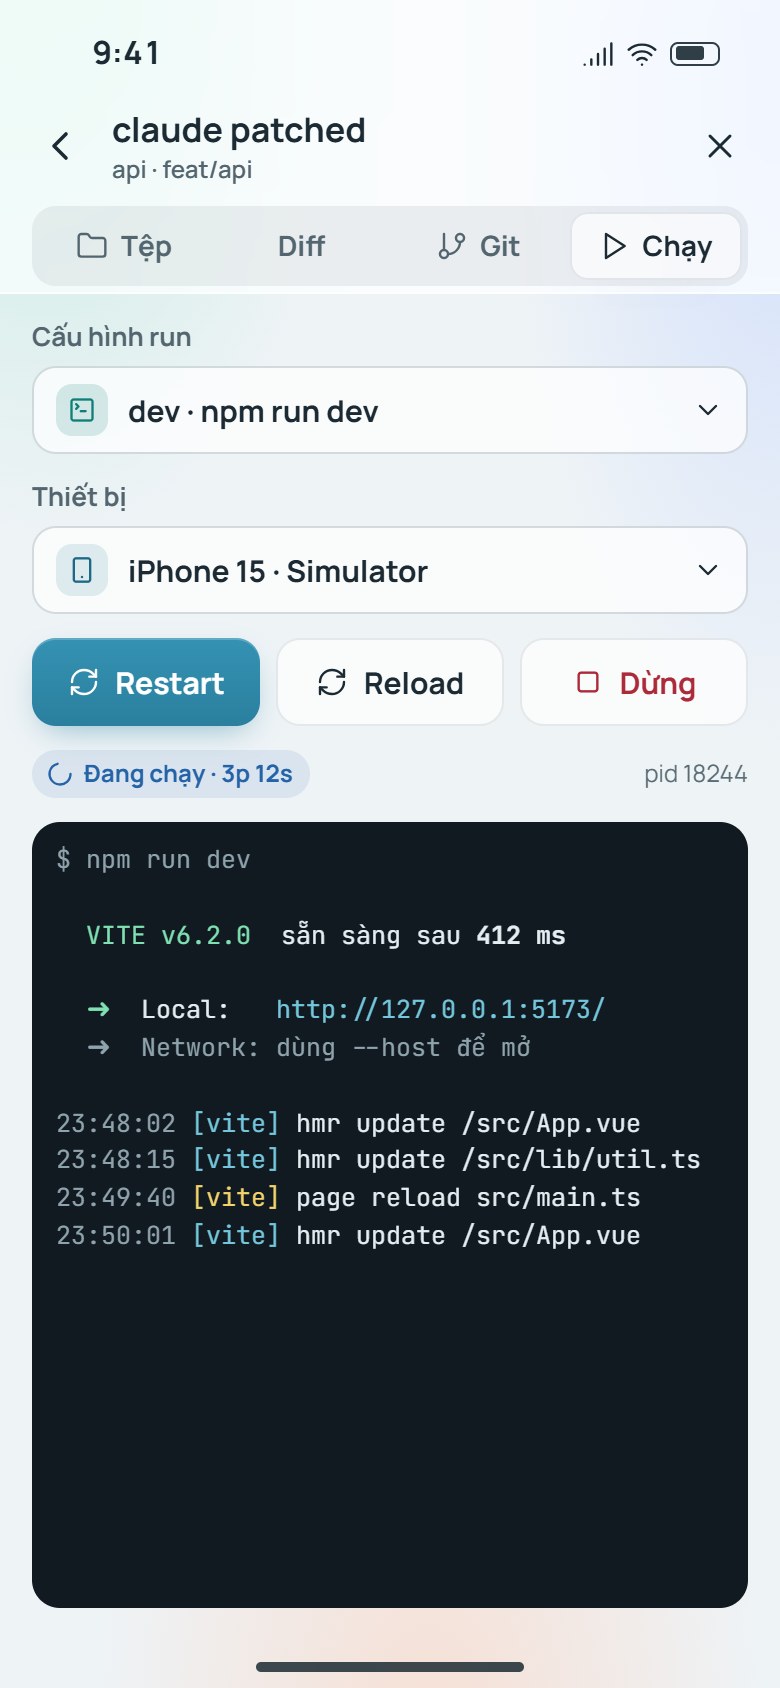 9:41
claude patched
api · feat/api
Tệp
Diff
Git
Chạy
Cấu hình run
dev · npm run dev
Thiết bị
iPhone 15 · Simulator
Restart
Reload
Dừng
Đang chạy · 3p 12s
pid 18244
$ npm run dev
VITE v6.2.0  sẵn sàng sau 412 ms
➜  Local:   http://127.0.0.1:5173/
➜  Network: dùng --host để mở
23:48:02 [vite] hmr update /src/App.vue
23:48:15 [vite] hmr update /src/lib/util.ts
23:49:40 [vite] page reload src/main.ts
23:50:01 [vite] hmr update /src/App.vue